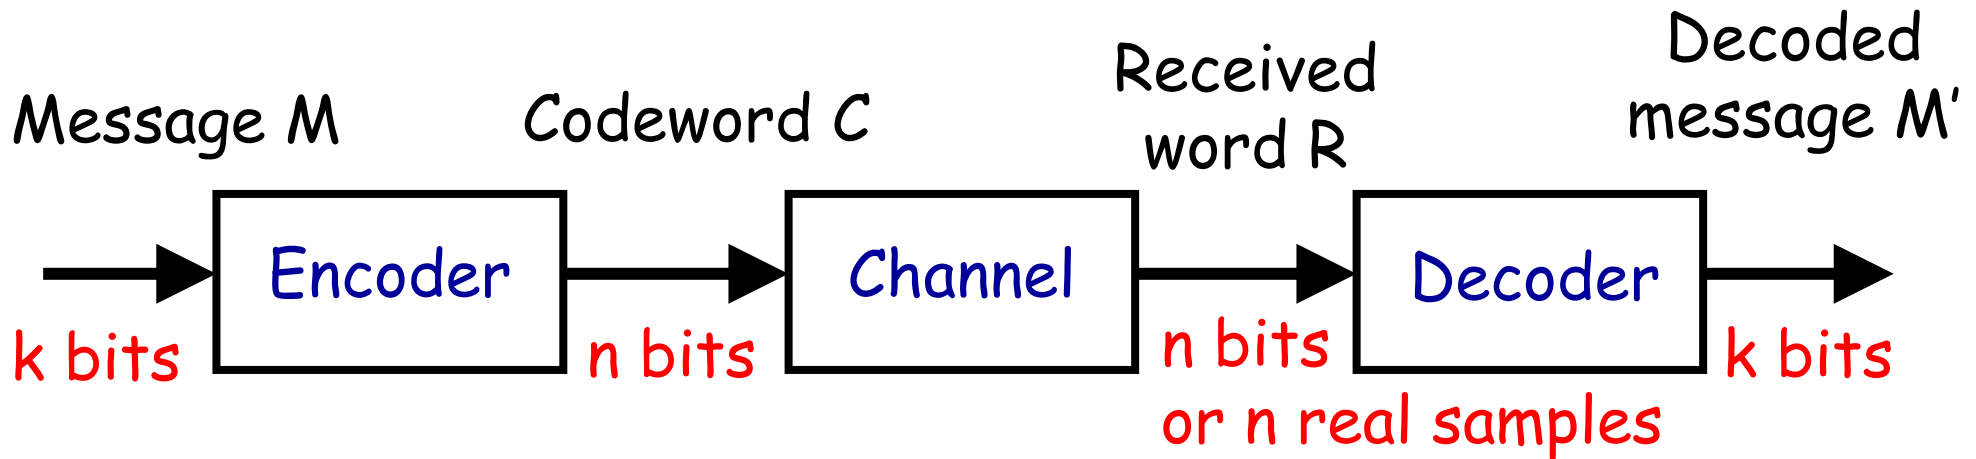 Message M
Codeword C
Received
word R
Decoded
message M'
Encoder
Channel
Decoder
k bits
n bits
n bits
or n real samples
k bits